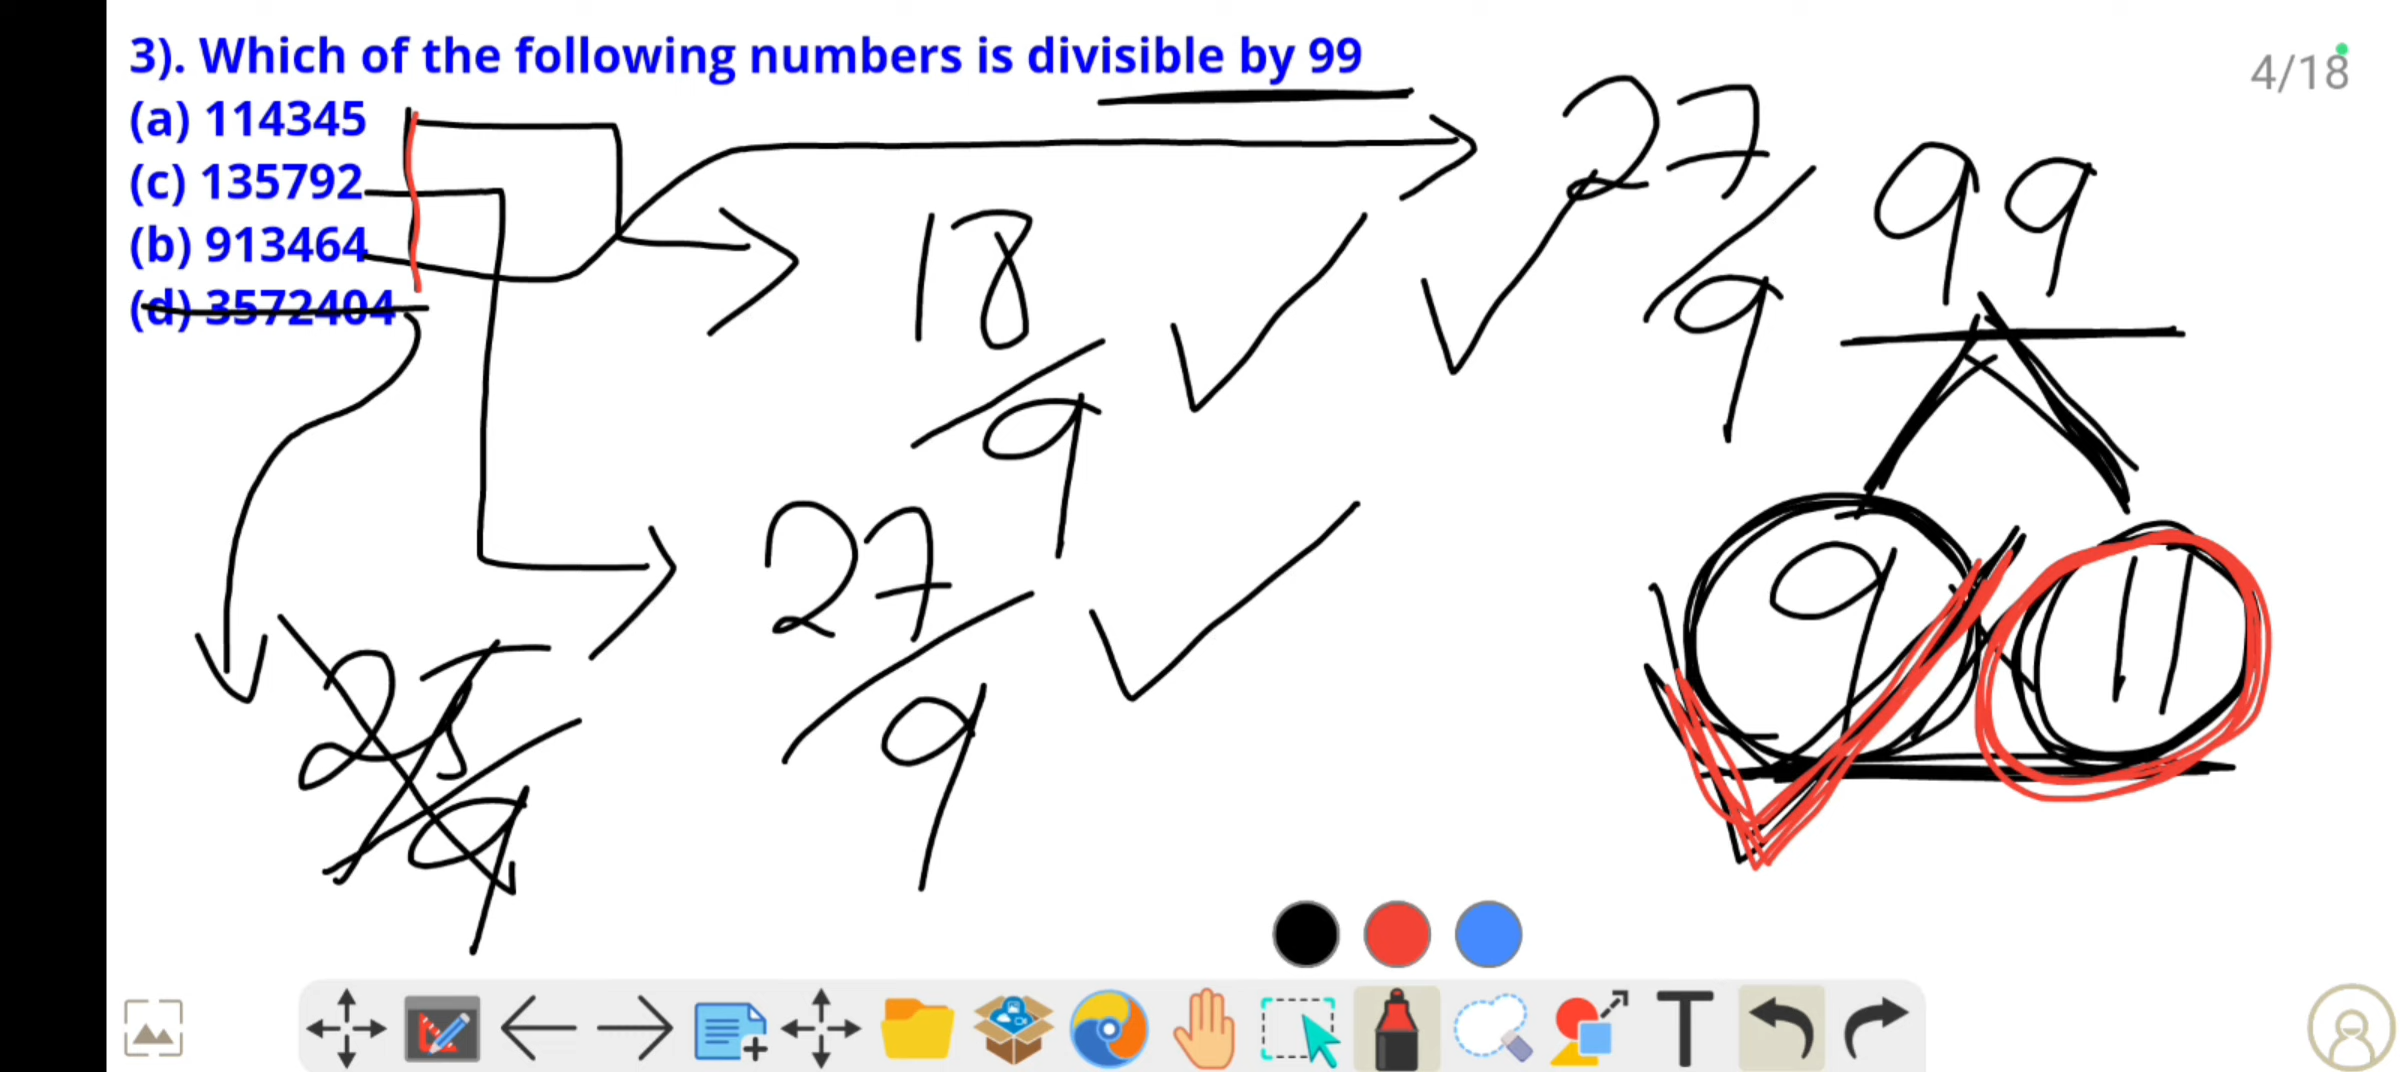 3). Which of the following numbers is divisible by 99
4/18
(a) 114345
(c) 135792
(b) 913464
(d) 3572404
27
9
99
18
9
27
9
25
9
9 11
T